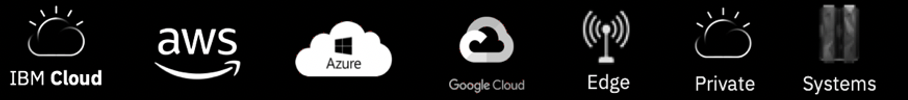 IBM Cloud
aws
Azure
Google Cloud
Edge
Private
Systems